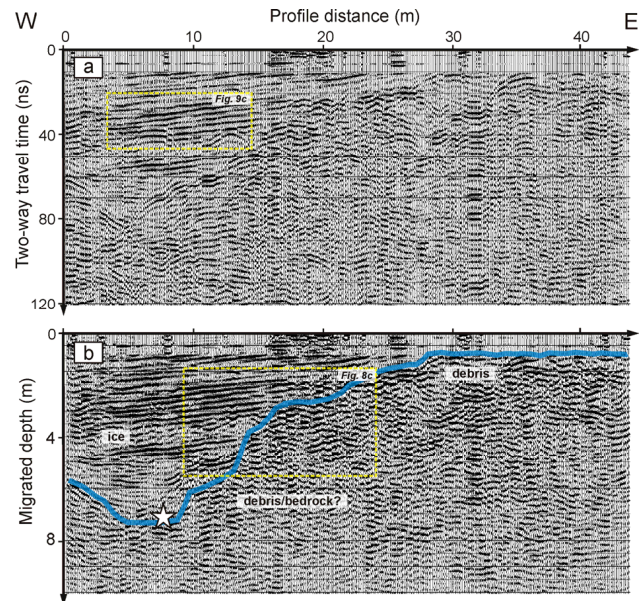 Profile distance (m)
W
E
0
10
20
30
40
0
a
Fig. 9c
40
80
120
Two-way travel time (ns)
0
b
debris
Fig. 8c
ice
4
debris/bedrock?
8
Migrated depth (m)